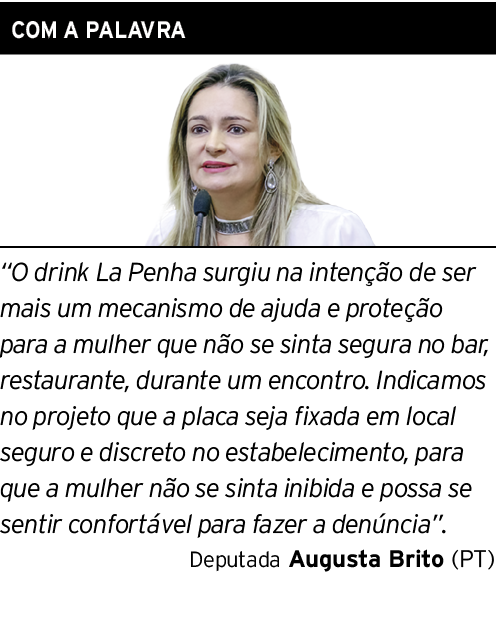 COM A PALAVRA
“O drink La Penha surgiu na intenção de ser
mais um mecanismo de ajuda e proteção
para a mulher que não se sinta segura no bar,
restaurante, durante um encontro. Indicamos
no projeto que a placa seja fixada em local
seguro e discreto no estabelecimento, para
que a mulher não se sinta inibida e possa se
sentir confortável para fazer a denúncia”.
Deputada Augusta Brito (PT)